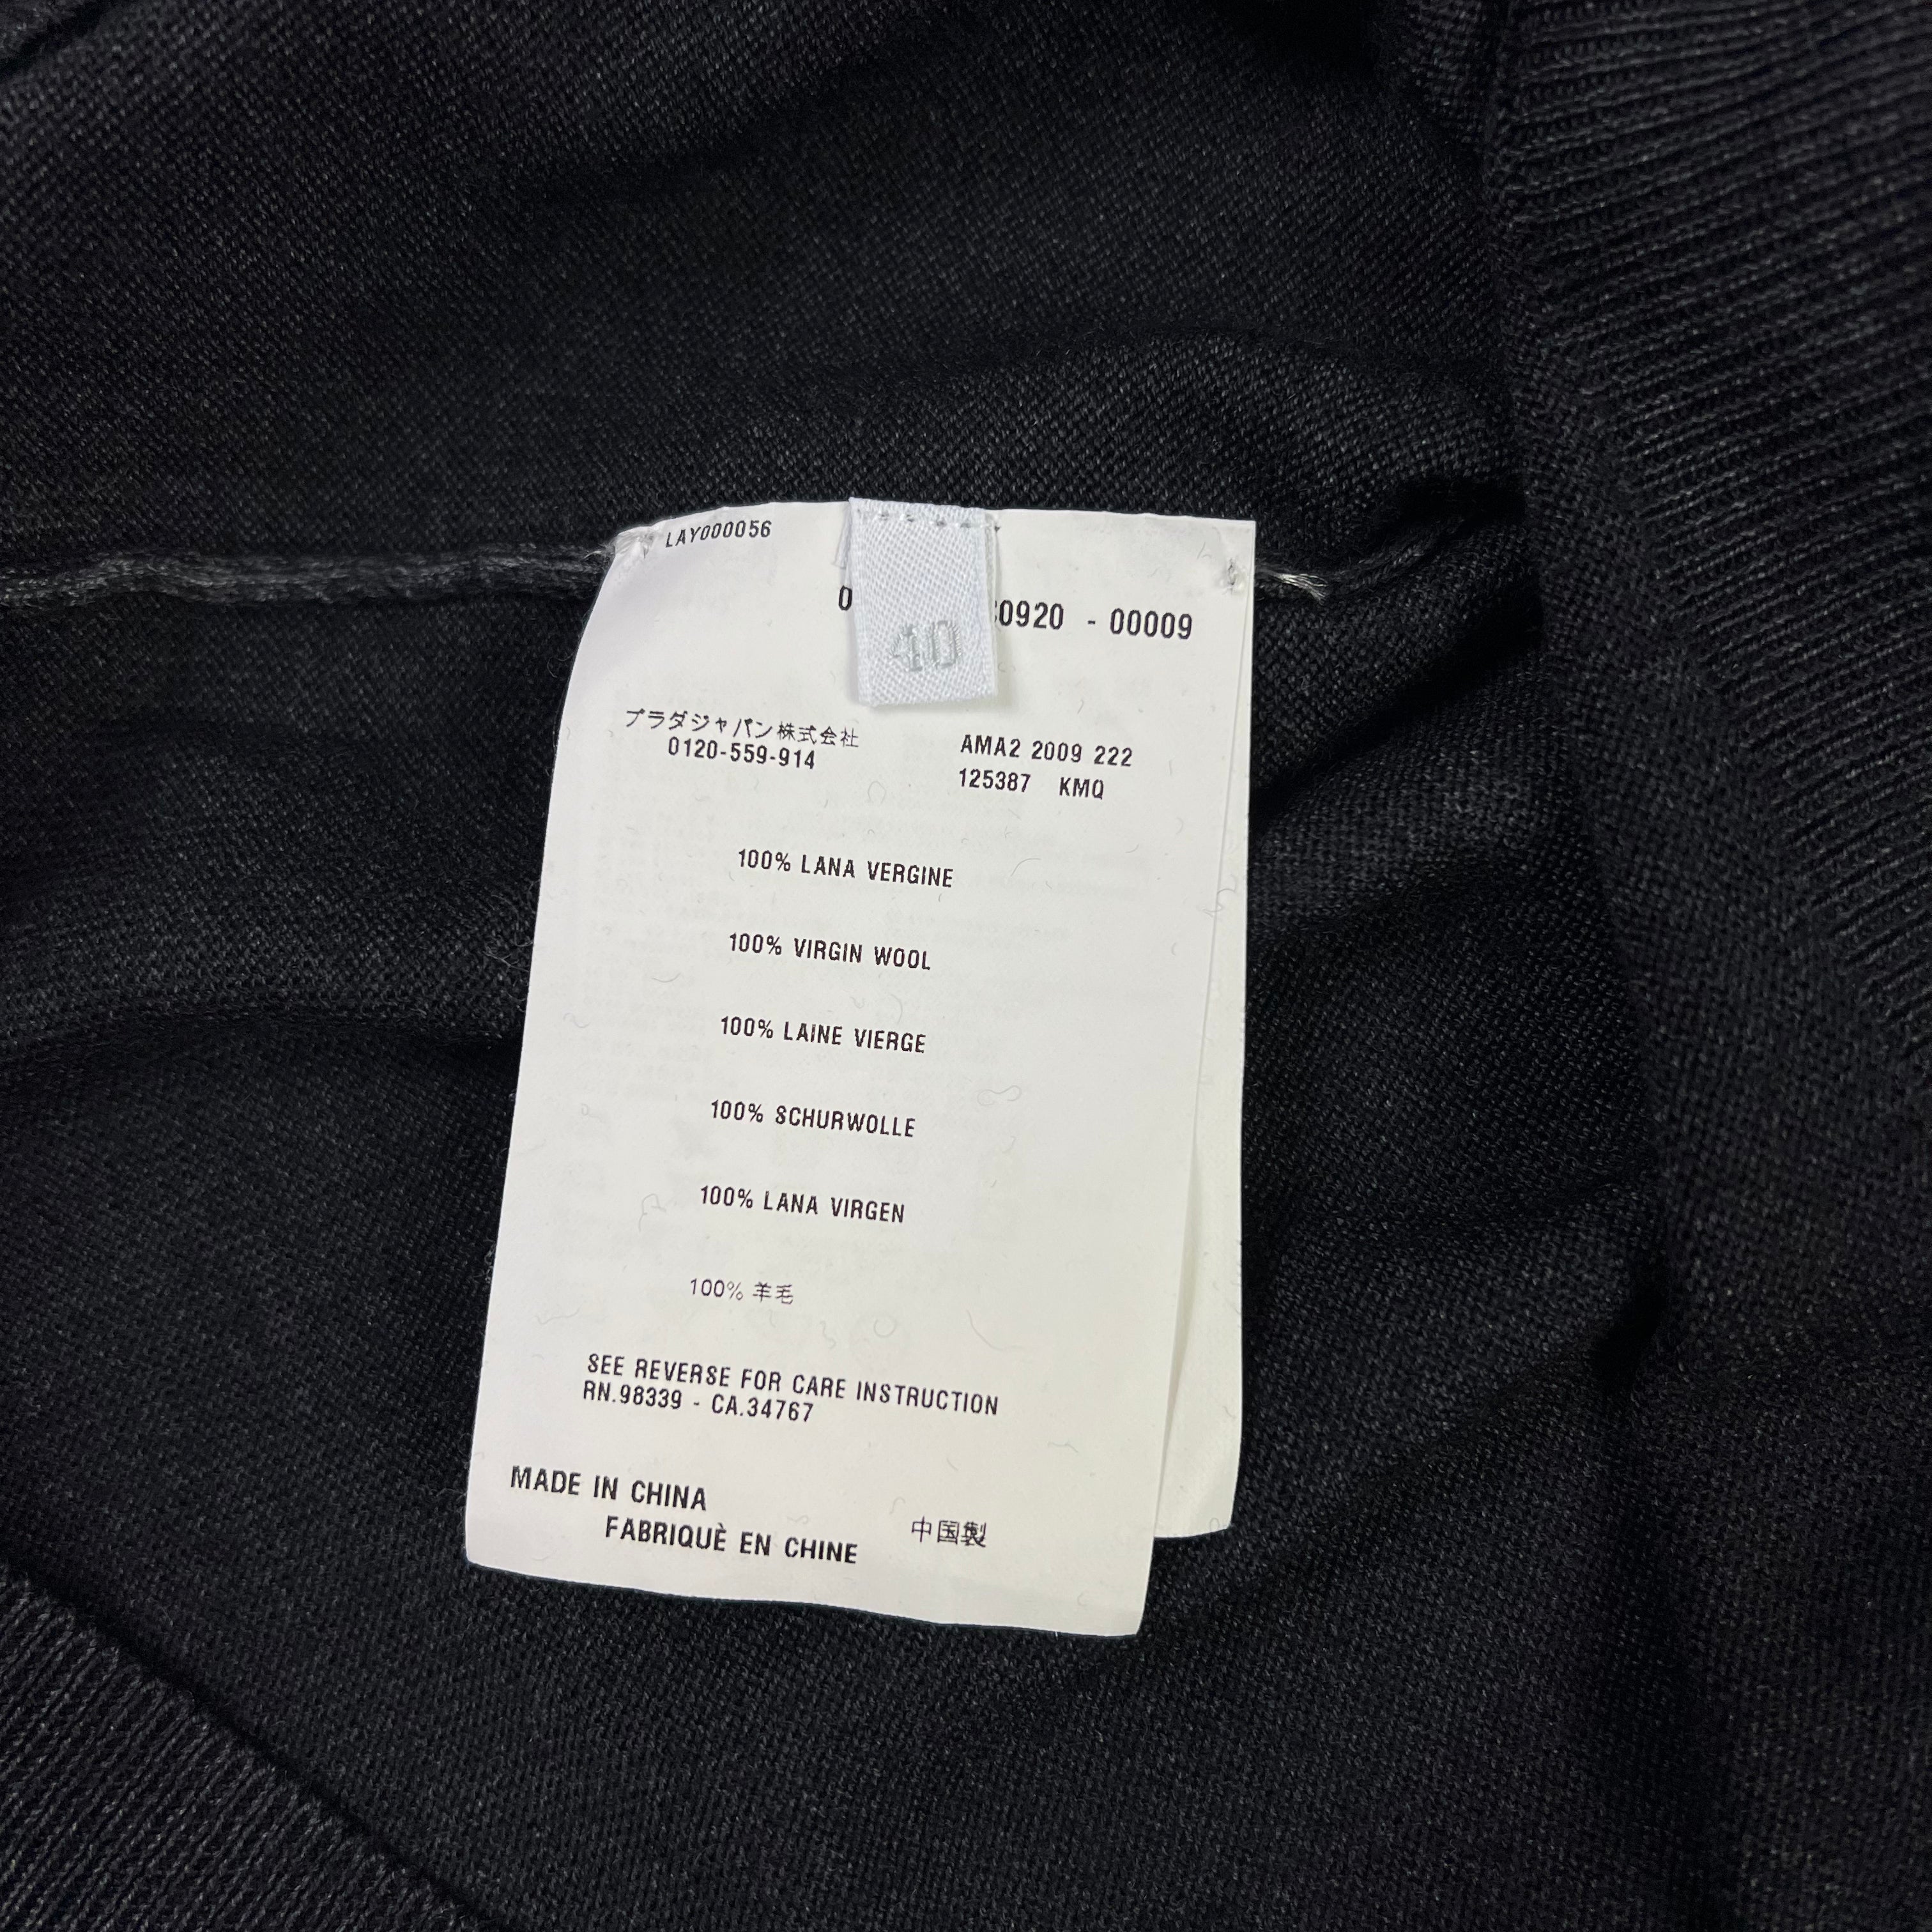 LAY000056
40
0920 - 00009
プラダジャパン株式会社
0120-559-914
AMA2 2009 222
125387 KMQ
100% LANA VERGINE
100% VIRGIN WOOL
100% LAINE VIERGE
100% SCHURWOLLE
100% LANA VIRGEN
100% 羊毛
SEE REVERSE FOR CARE INSTRUCTION
RN.98339 - CA.34767
MADE IN CHINA
FABRIQUÈ EN CHINE
中国製